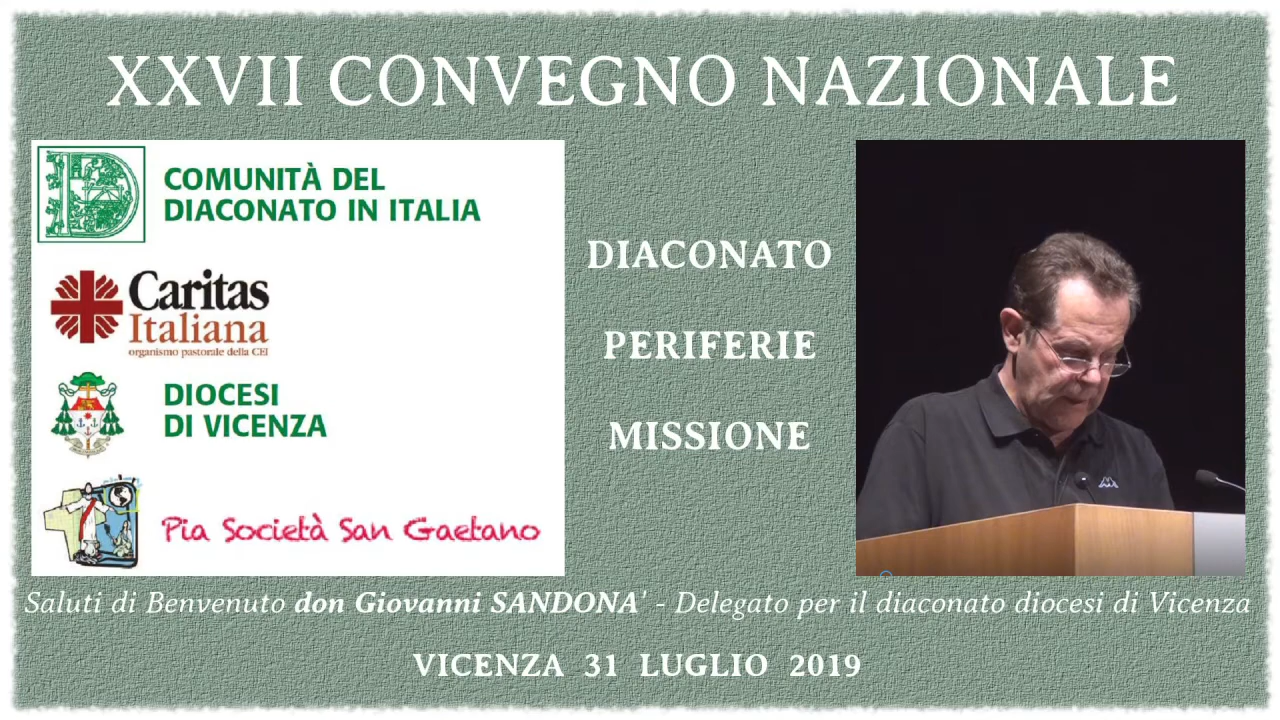 XXVII CONVEGNO NAZIONALE
COMUNITÀ DEL
DIACONATO IN ITALIA
Caritas
Italiana
organismo pastorale della CEI
DIOCESI
DI VICENZA
Pia Società San Gaetano
DIACONATO
PERIFERIE
MISSIONE
Saluti di Benvenuto don Giovanni SANDONA' - Delegato per il diaconato diocesi di Vicenza
VICENZA 31 LUGLIO 2019